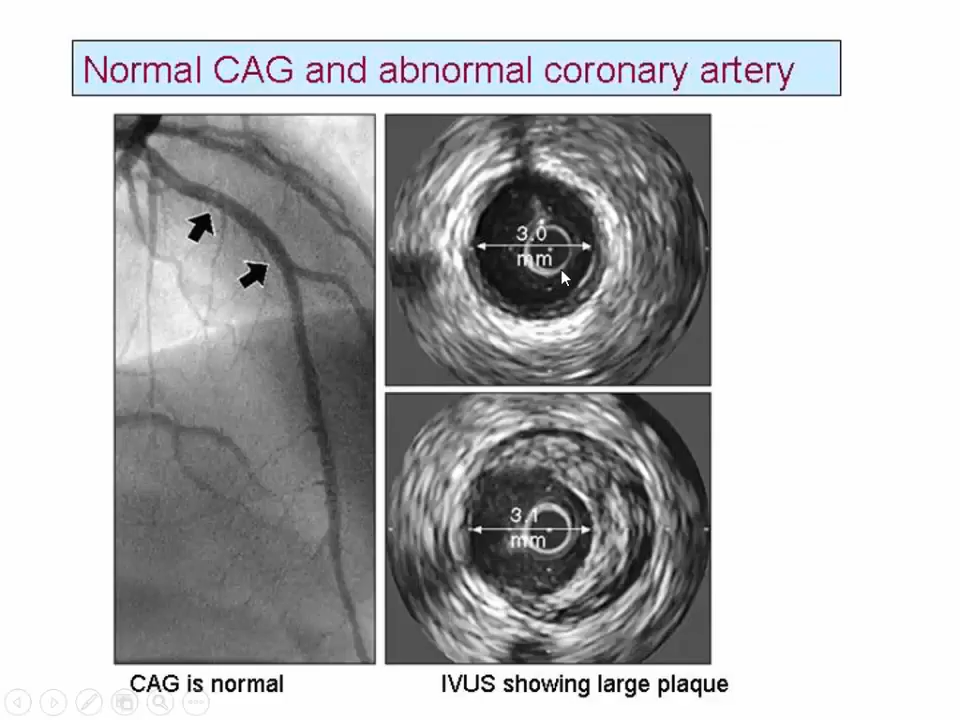 Normal CAG and abnormal coronary artery
3.0
mm
3.1
mm
CAG is normal
IVUS showing large plaque